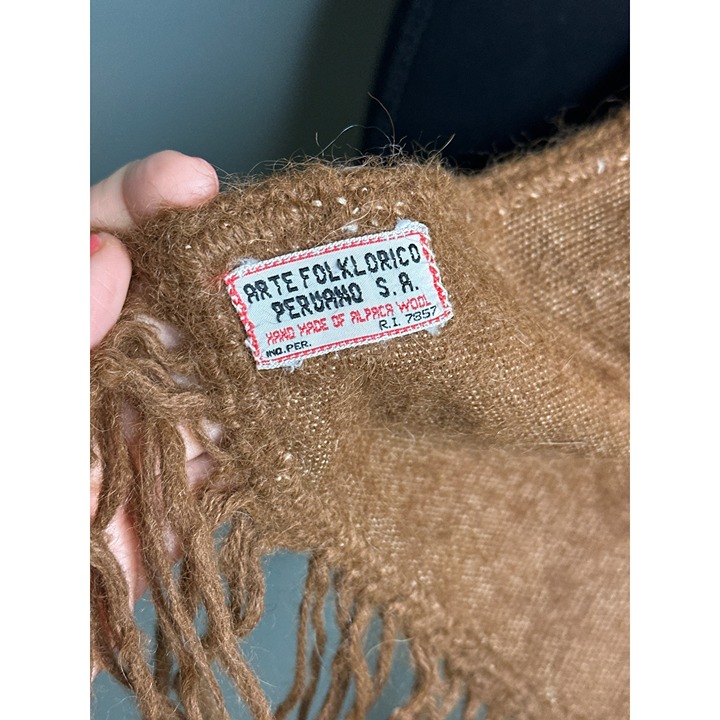 ARTE FOLKLORICO
PERUANO S.A.
HAND MADE OF ALPACA WOOL
IND.PER. R.I. 7857